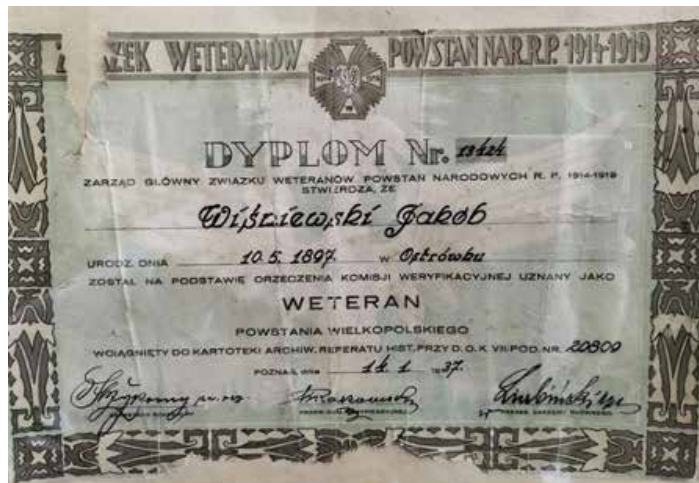 ZEK WETERANÓW POWSTAŃ NAR. R.P. 1914-1919
DYPLOM Nr. 13424
ZARZĄD GŁÓWNY ZWIĄZKU WETERANÓW POWSTAŃ NARODOWYCH R. P. 1914-1919
STWIERDZA, ŻE
Wiśniewski Jakób
URODZ. DNIA 10. 5. 1897. w Ostrówku
ZOSTAŁ NA PODSTAWIE ORZECZENIA KOMISJI WERYFIKACYJNEJ UZNANY JAKO
WETERAN
POWSTANIA WIELKOPOLSKIEGO
WCIĄGNIĘTY DO KARTOTEKI ARCHIW. REFERATU HIST. PRZY D. O. K. VII. POD. NR. 20809
POZNAŃ, dnia 14. 1. 1937.